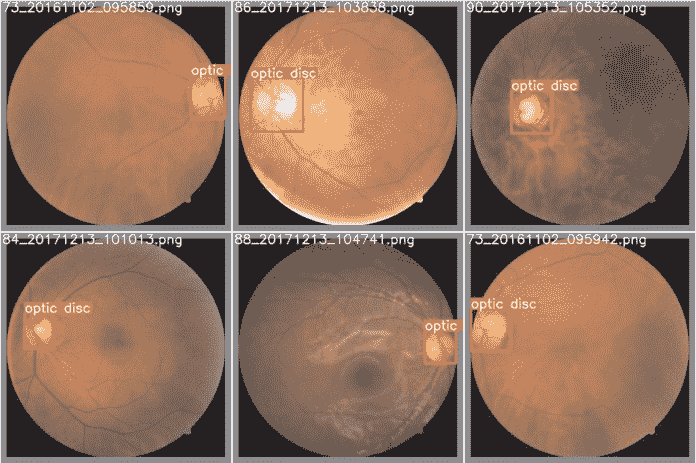 73_20161102_095859.png
optic
86_20171213_103838.png
optic disc
90_20171213_105352.png
optic disc
84_20171213_101013.png
optic disc
88_20171213_104741.png
optic
73_20161102_095942.png
optic disc